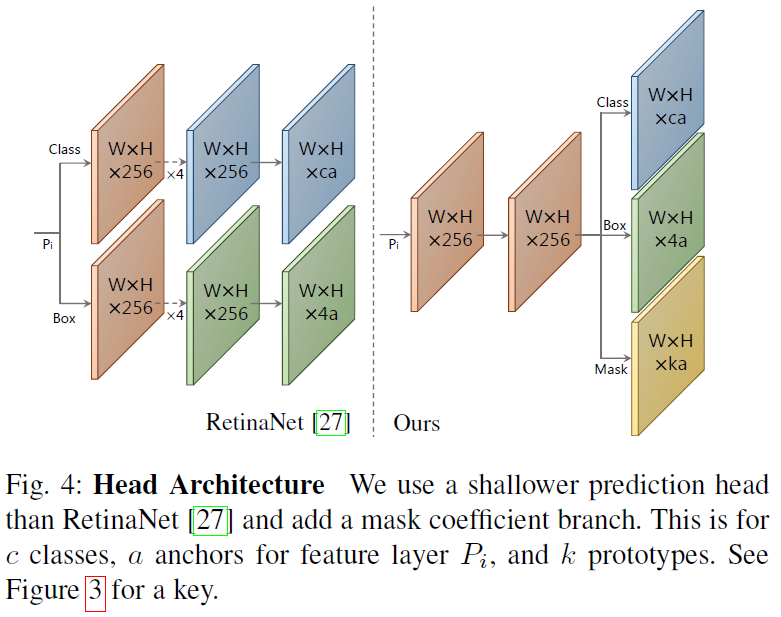 Class
W×H
×256
×4
W×H
×256
W×H
×ca
Pi
W×H
×256
Box
×4
W×H
×256
W×H
×4a
RetinaNet [27]
Pi
W×H
×256
W×H
×256
Class
W×H
×ca
Box
W×H
×4a
Mask
W×H
×ka
Ours
Fig. 4: Head Architecture We use a shallower prediction head
than RetinaNet [27] and add a mask coefficient branch. This is for
c classes, a anchors for feature layer Pi, and k prototypes. See
Figure 3 for a key.